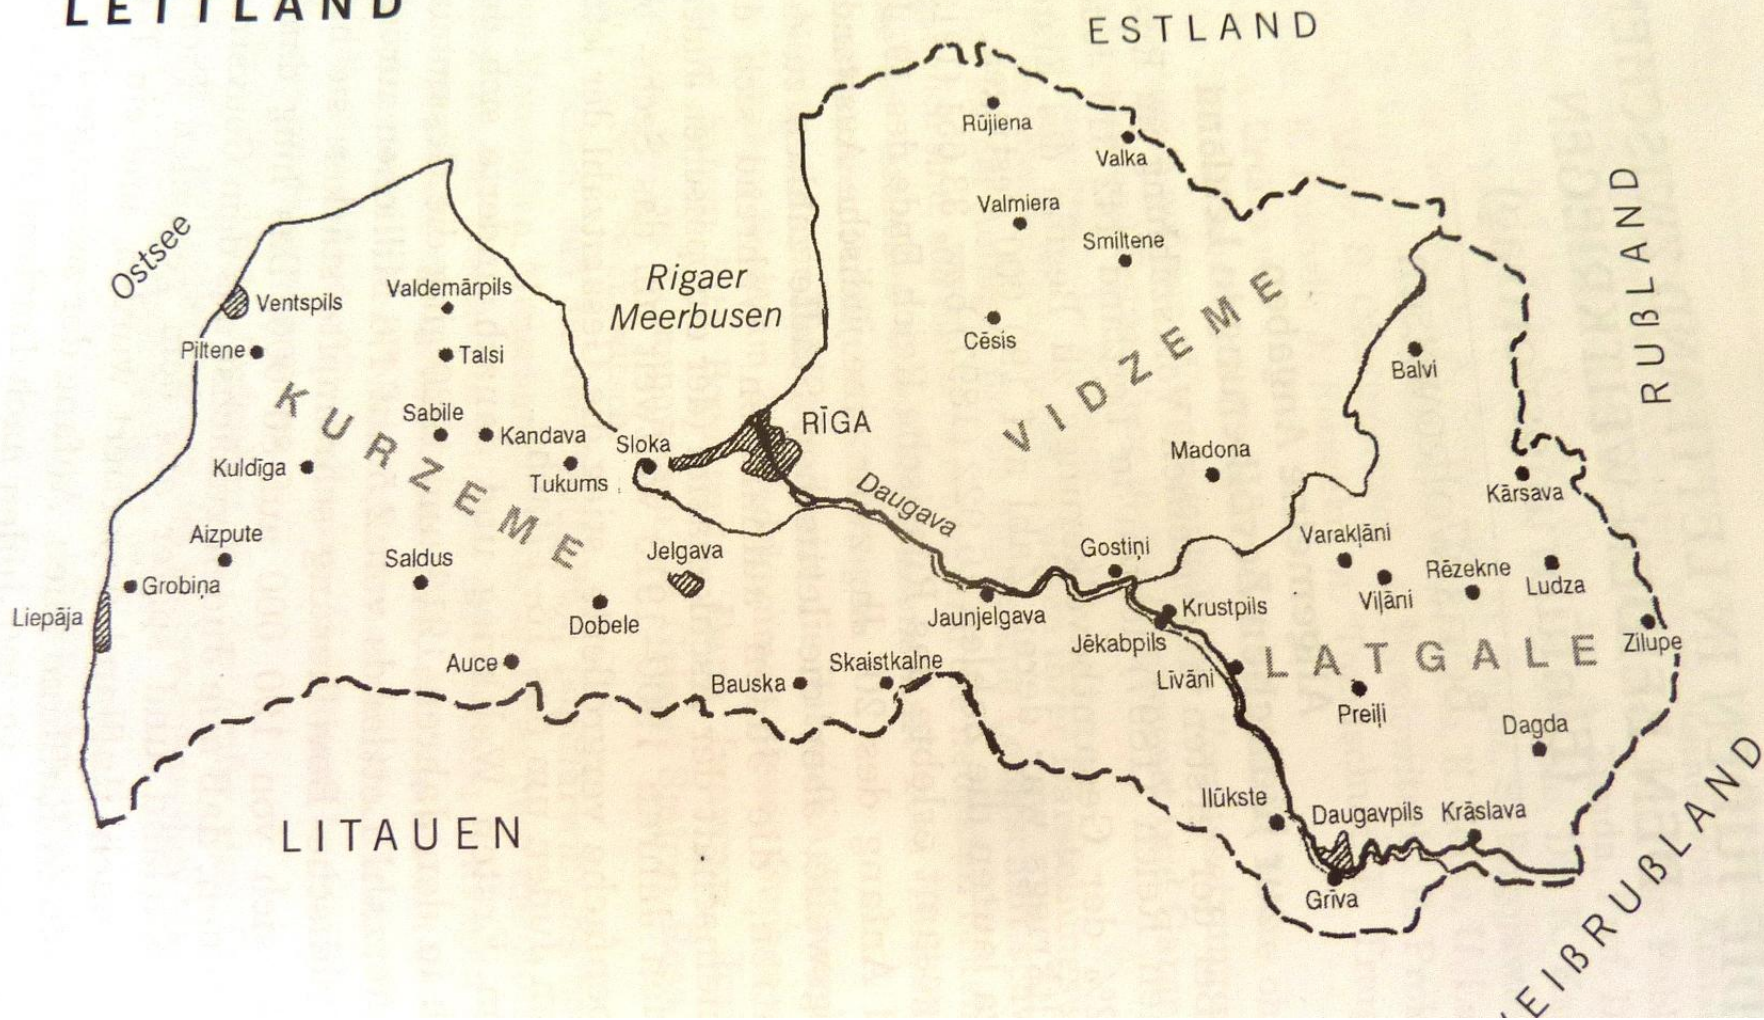 LETTLAND
ESTLAND
Rūjiena
Valka
Valmiera
Smiltene
RUßLAND
Ostsee
Rigaer
Meerbusen
Ventspils
Valdemārpils
Piltene
Talsi
Cēsis
VIDZEME
Balvi
KURZEME
Sabile
Kandava
Sloka
RĪGA
Kuldīga
Tukums
Daugava
Madona
Kārsava
Aizpute
Saldus
Jelgava
Gostiņi
Varakļāni
Rēzekne
Ludza
Viļāni
Grobiņa
Liepāja
Dobele
Jaunjelgava
Krustpils
Jēkabpils
Zilupe
LATGALE
Auce
Bauska
Skaistkalne
Līvāni
Preiļi
Dagda
LITAUEN
Ilūkste
Daugavpils
Krāslava
Grīva
WEIßRUßLAND